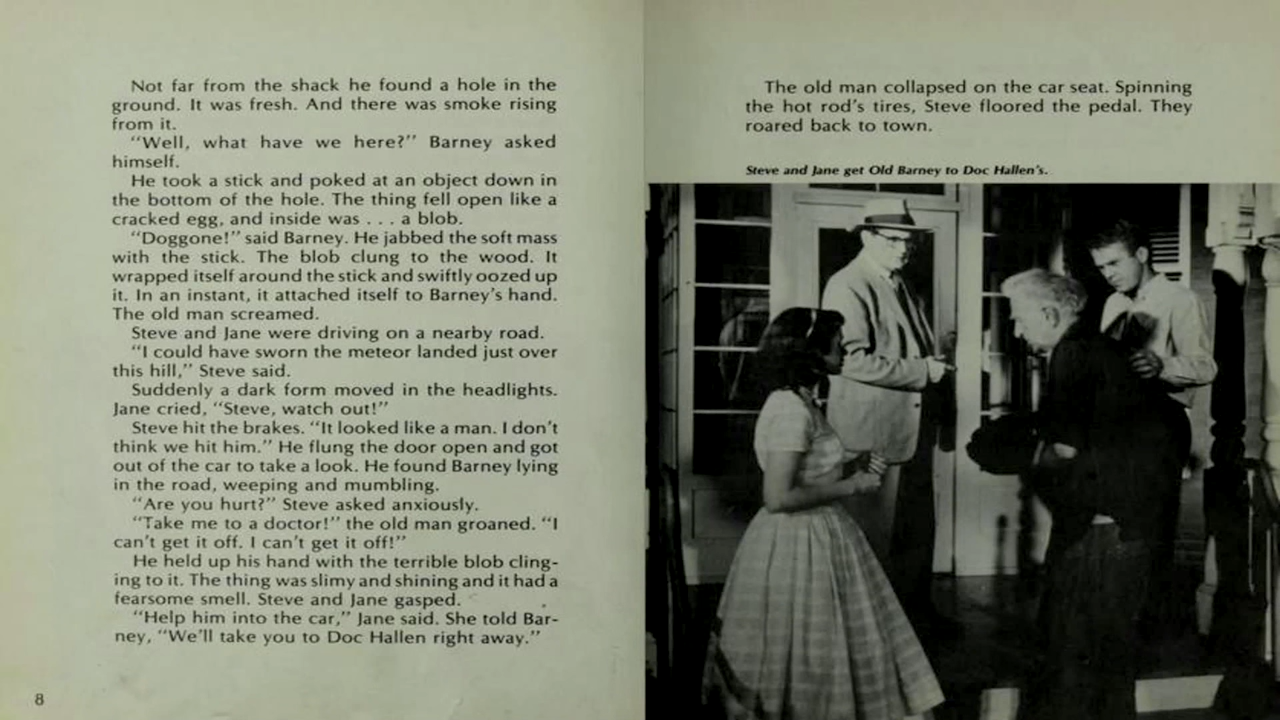 Not far from the shack he found a hole in the
ground. It was fresh. And there was smoke rising
from it.
"Well, what have we here?" Barney asked
himself.
He took a stick and poked at an object down in
the bottom of the hole. The thing fell open like a
cracked egg, and inside was . . . a blob.
"Doggone!" said Barney. He jabbed the soft mass
with the stick. The blob clung to the wood. It
wrapped itself around the stick and swiftly oozed up
it. In an instant, it attached itself to Barney's hand.
The old man screamed.
Steve and Jane were driving on a nearby road.
"I could have sworn the meteor landed just over
this hill," Steve said.
Suddenly a dark form moved in the headlights.
Jane cried, "Steve, watch out!"
Steve hit the brakes. "It looked like a man. I don't
think we hit him." He flung the door open and got
out of the car to take a look. He found Barney lying
in the road, weeping and mumbling.
"Are you hurt?" Steve asked anxiously.
"Take me to a doctor!" the old man groaned. "I
can't get it off. I can't get it off!"
He held up his hand with the terrible blob cling-
ing to it. The thing was slimy and shining and it had a
fearsome smell. Steve and Jane gasped.
"Help him into the car," Jane said. She told Bar-
ney, "We'll take you to Doc Hallen right away."
8
The old man collapsed on the car seat. Spinning
the hot rod's tires, Steve floored the pedal. They
roared back to town.
Steve and Jane get Old Barney to Doc Hallen's.